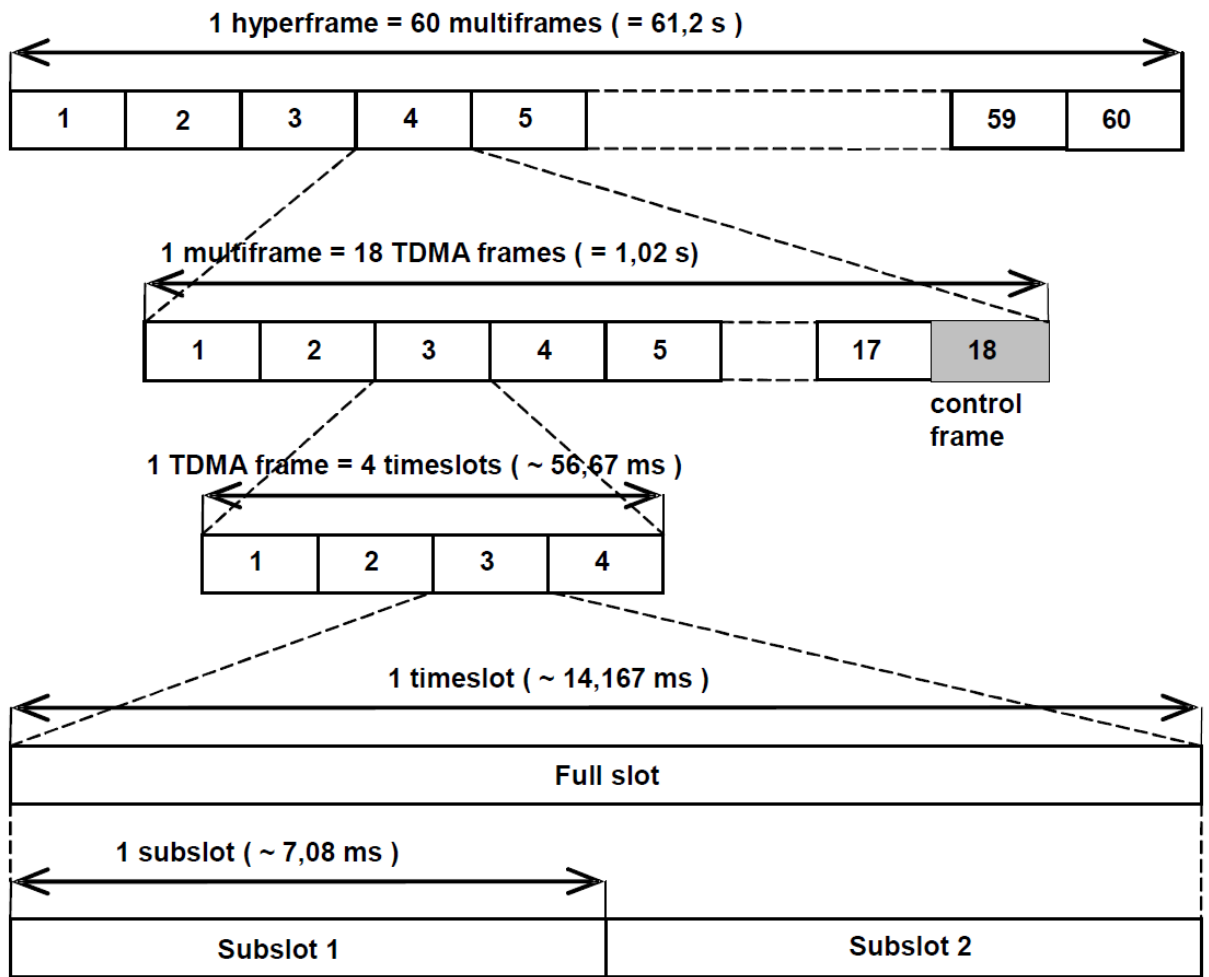 1 hyperframe = 60 multiframes ( = 61,2 s )
1 2 3 4 5 59 60
1 multiframe = 18 TDMA frames ( = 1,02 s)
1 2 3 4 5 17 18
control
frame
1 TDMA frame = 4 timeslots ( ~ 56,67 ms )
1 2 3 4
1 timeslot ( ~ 14,167 ms )
Full slot
1 subslot ( ~ 7,08 ms )
Subslot 1 Subslot 2